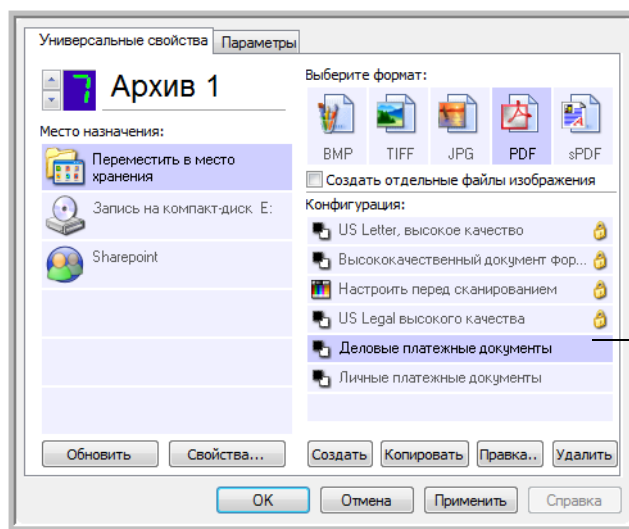 Универсальные свойства Параметры
7 Архив 1
Выберите формат:
BMP TIFF JPG PDF sPDF
Создать отдельные файлы изображения
Место назначения:
Переместить в место
хранения
Запись на компакт-диск E:
Sharepoint
Конфигурация:
US Letter, высокое качество
Высококачественный документ фор...
Настроить перед сканированием
US Legal высокого качества
Деловые платежные документы
Личные платежные документы
Обновить Свойства... Создать Копировать Правка.. Удалить
OK Отмена Применить Справка